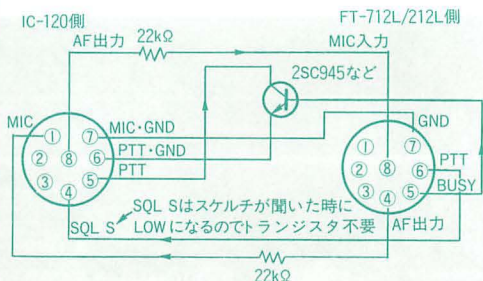 IC-120側
FT-712L/212L側
AF出力
22kΩ
MIC入力
2SC945など
MIC
MIC・GND
GND
PTT・GND
PTT
PTT
BUSY
① ② ③ ④ ⑤ ⑥ ⑦ ⑧
① ② ③ ④ ⑤ ⑥ ⑦ ⑧
SQL S
SQL Sはスケルチが聞いた時に
LOWになるのでトランジスタ不要
AF出力
22kΩ